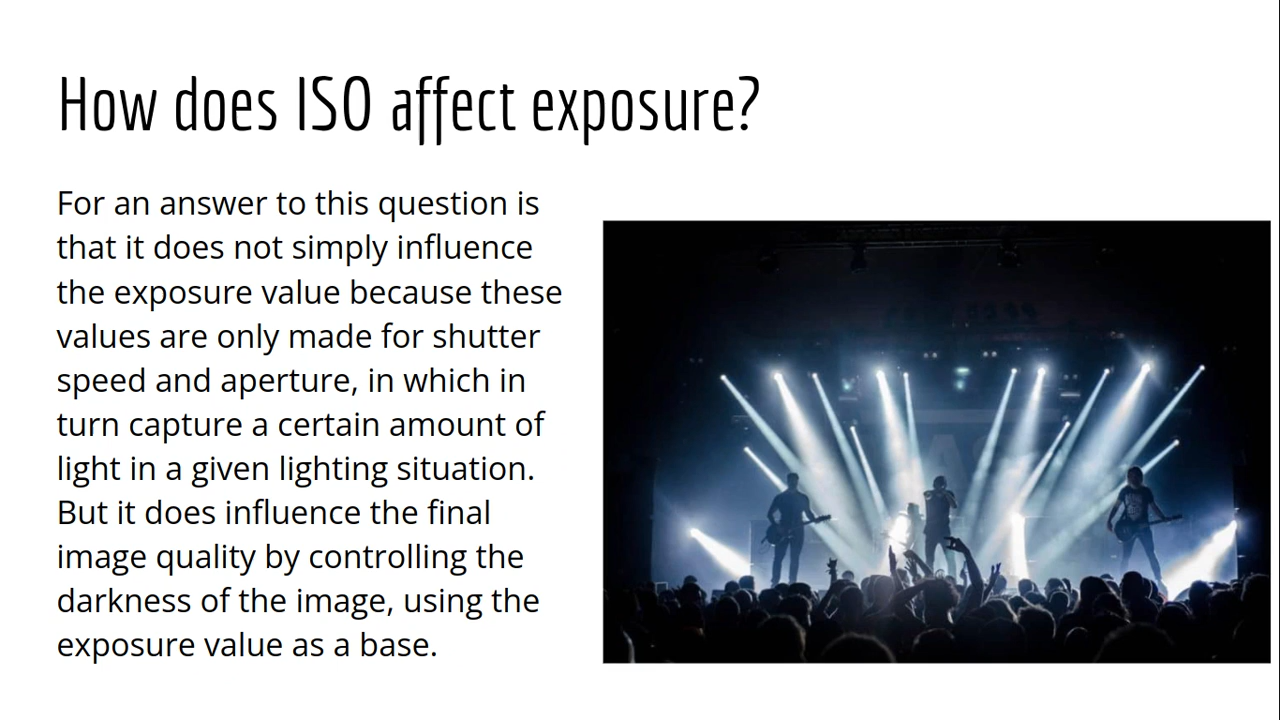 How does ISO affect exposure?
For an answer to this question is
that it does not simply influence
the exposure value because these
values are only made for shutter
speed and aperture, in which in
turn capture a certain amount of
light in a given lighting situation.
But it does influence the final
image quality by controlling the
darkness of the image, using the
exposure value as a base.